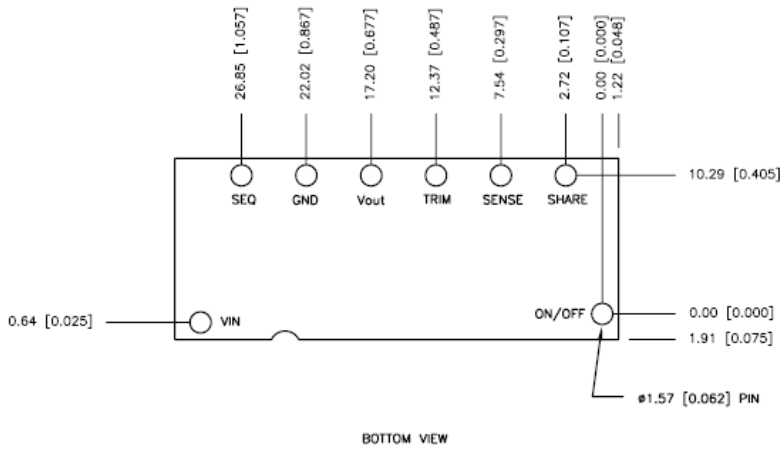 26.85 [1.057]
22.02 [0.867]
17.20 [0.677]
12.37 [0.487]
7.54 [0.297]
2.72 [0.107]
0.00 [0.000]
1.22 [0.048]
10.29 [0.405]
SEQ
GND
Vout
TRIM
SENSE
SHARE
0.64 [0.025]
VIN
ON/OFF
0.00 [0.000]
1.91 [0.075]
ø1.57 [0.062] PIN
BOTTOM VIEW